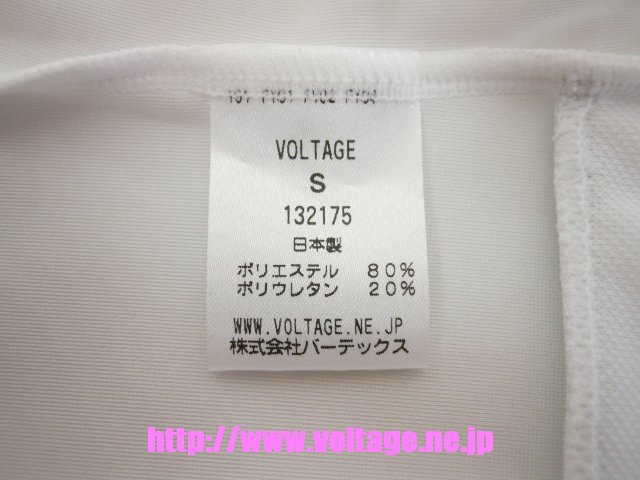 VOLTAGE
S
132175
日本製
ポリエステル 80%
ポリウレタン 20%
WWW.VOLTAGE.NE.JP
株式会社バーテックス
http://www.voltage.ne.jp